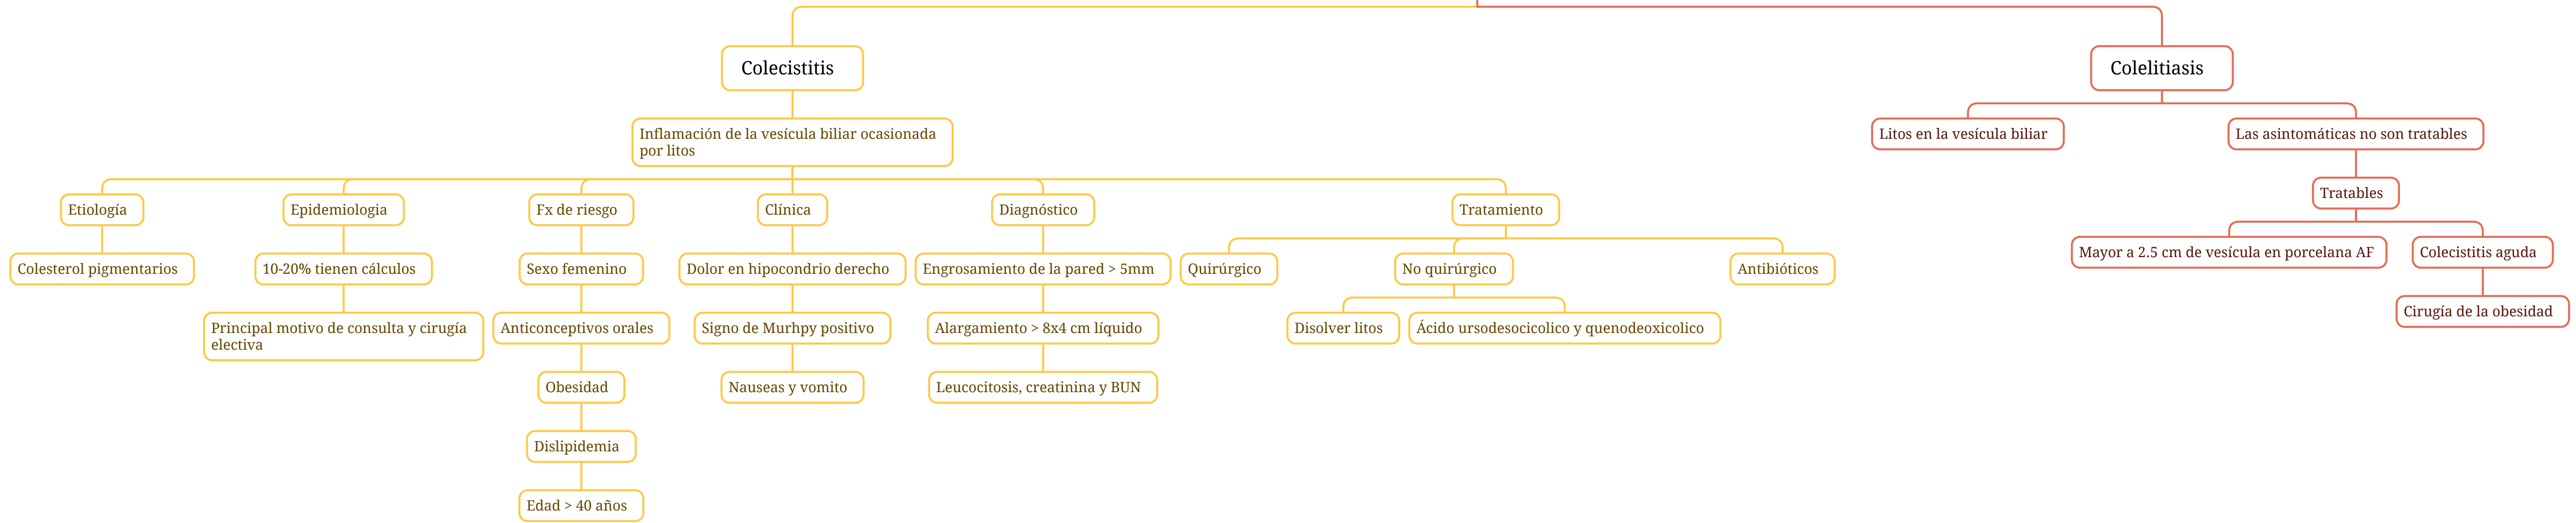 Colecistitis
Colelitiasis
Inflamación de la vesícula biliar ocasionada
por litos
Litos en la vesícula biliar
Las asintomáticas no son tratables
Etiología
Epidemiologia
Fx de riesgo
Clínica
Diagnóstico
Tratamiento
Tratables
Colesterol pigmentarios
10-20% tienen cálculos
Sexo femenino
Dolor en hipocondrio derecho
Engrosamiento de la pared > 5mm
Quirúrgico
No quirúrgico
Antibióticos
Mayor a 2.5 cm de vesícula en porcelana AF
Colecistitis aguda
Principal motivo de consulta y cirugía
electiva
Anticonceptivos orales
Signo de Murhpy positivo
Alargamiento > 8x4 cm líquido
Disolver litos
Ácido ursodesocicolico y quenodeoxicolico
Cirugía de la obesidad
Obesidad
Nauseas y vomito
Leucocitosis, creatinina y BUN
Dislipidemia
Edad > 40 años